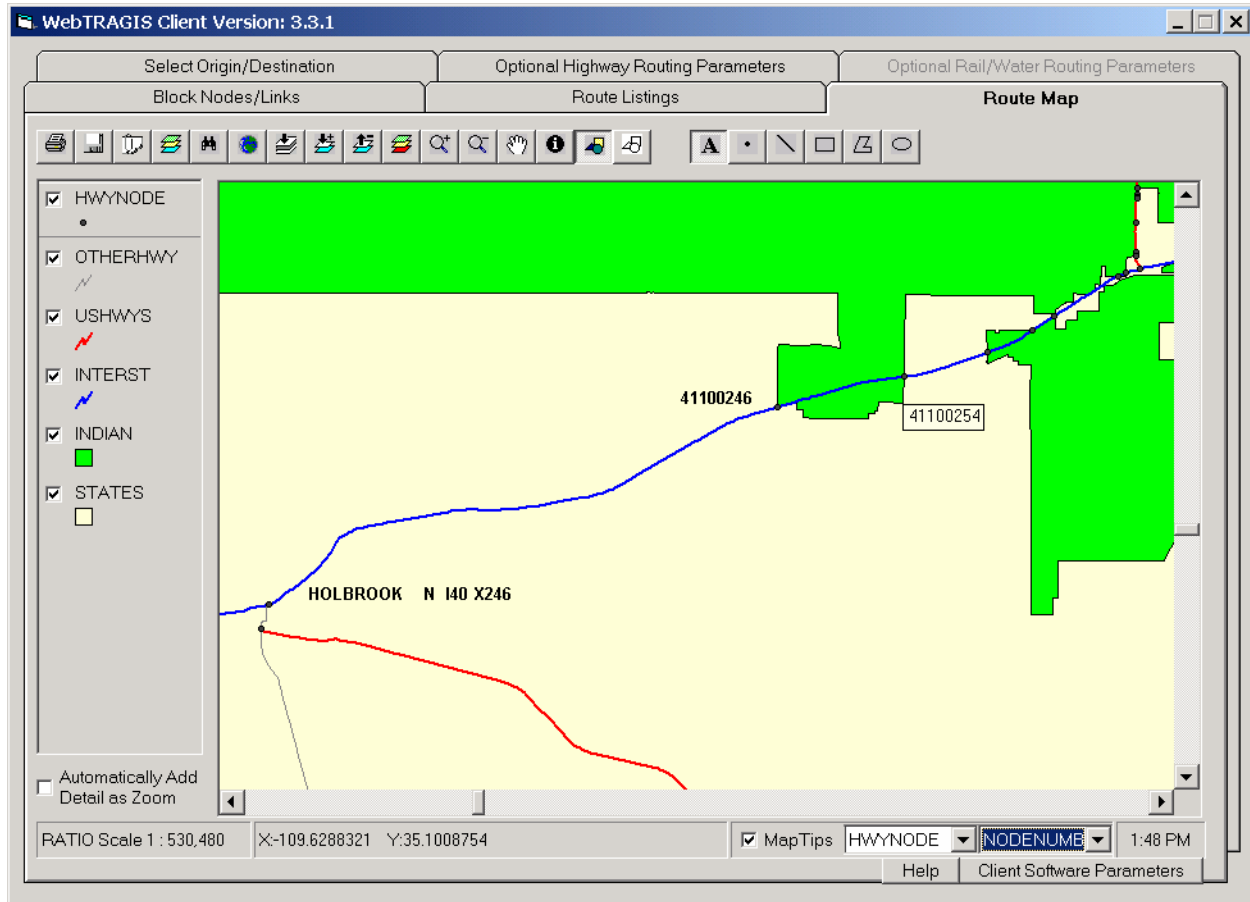 WebTRAGIS Client Version: 3.3.1
Select Origin/Destination
Optional Highway Routing Parameters
Optional Rail/Water Routing Parameters
Block Nodes/Links
Route Listings
Route Map
A
HWYNODE
OTHERHWY
USHWYS
INTERST
INDIAN
STATES
41100246
41100254
HOLBROOK N I40 X246
Automatically Add
Detail as Zoom
RATIO Scale 1 : 530,480
X:-109.6288321 Y:35.1008754
MapTips
HWYNODE
NODENUMB
1:48 PM
Help
Client Software Parameters